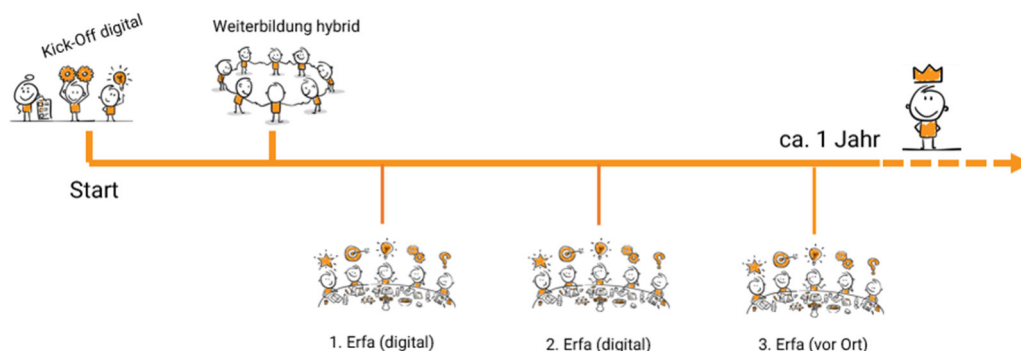 Kick-Off digital
Weiterbildung hybrid
ca. 1 Jahr
Start
1. Erfa (digital)
2. Erfa (digital)
3. Erfa (vor Ort)